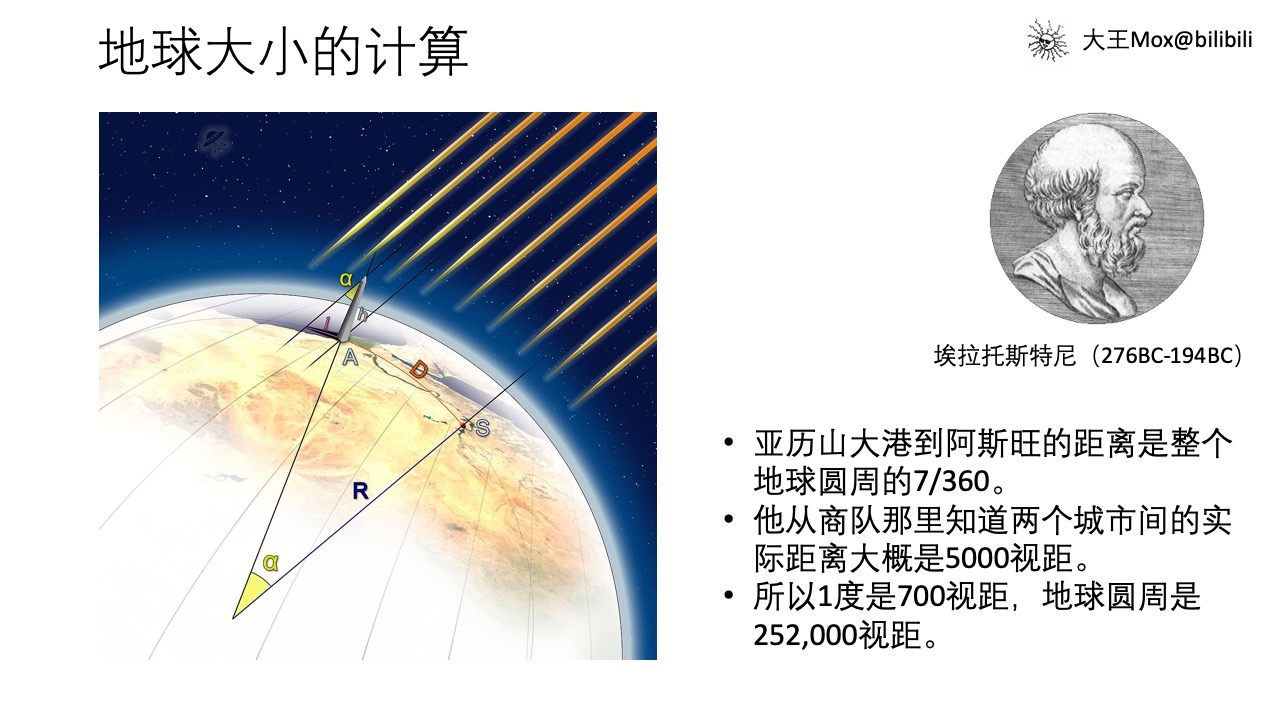 地球大小的计算
大王Mox@bilibili
α
h
l
A
D
S
R
α
埃拉托斯特尼（276BC-194BC）
• 亚历山大港到阿斯旺的距离是整个
地球圆周的7/360。
• 他从商队那里知道两个城市间的实
际距离大概是5000视距。
• 所以1度是700视距，地球圆周是
252,000视距。